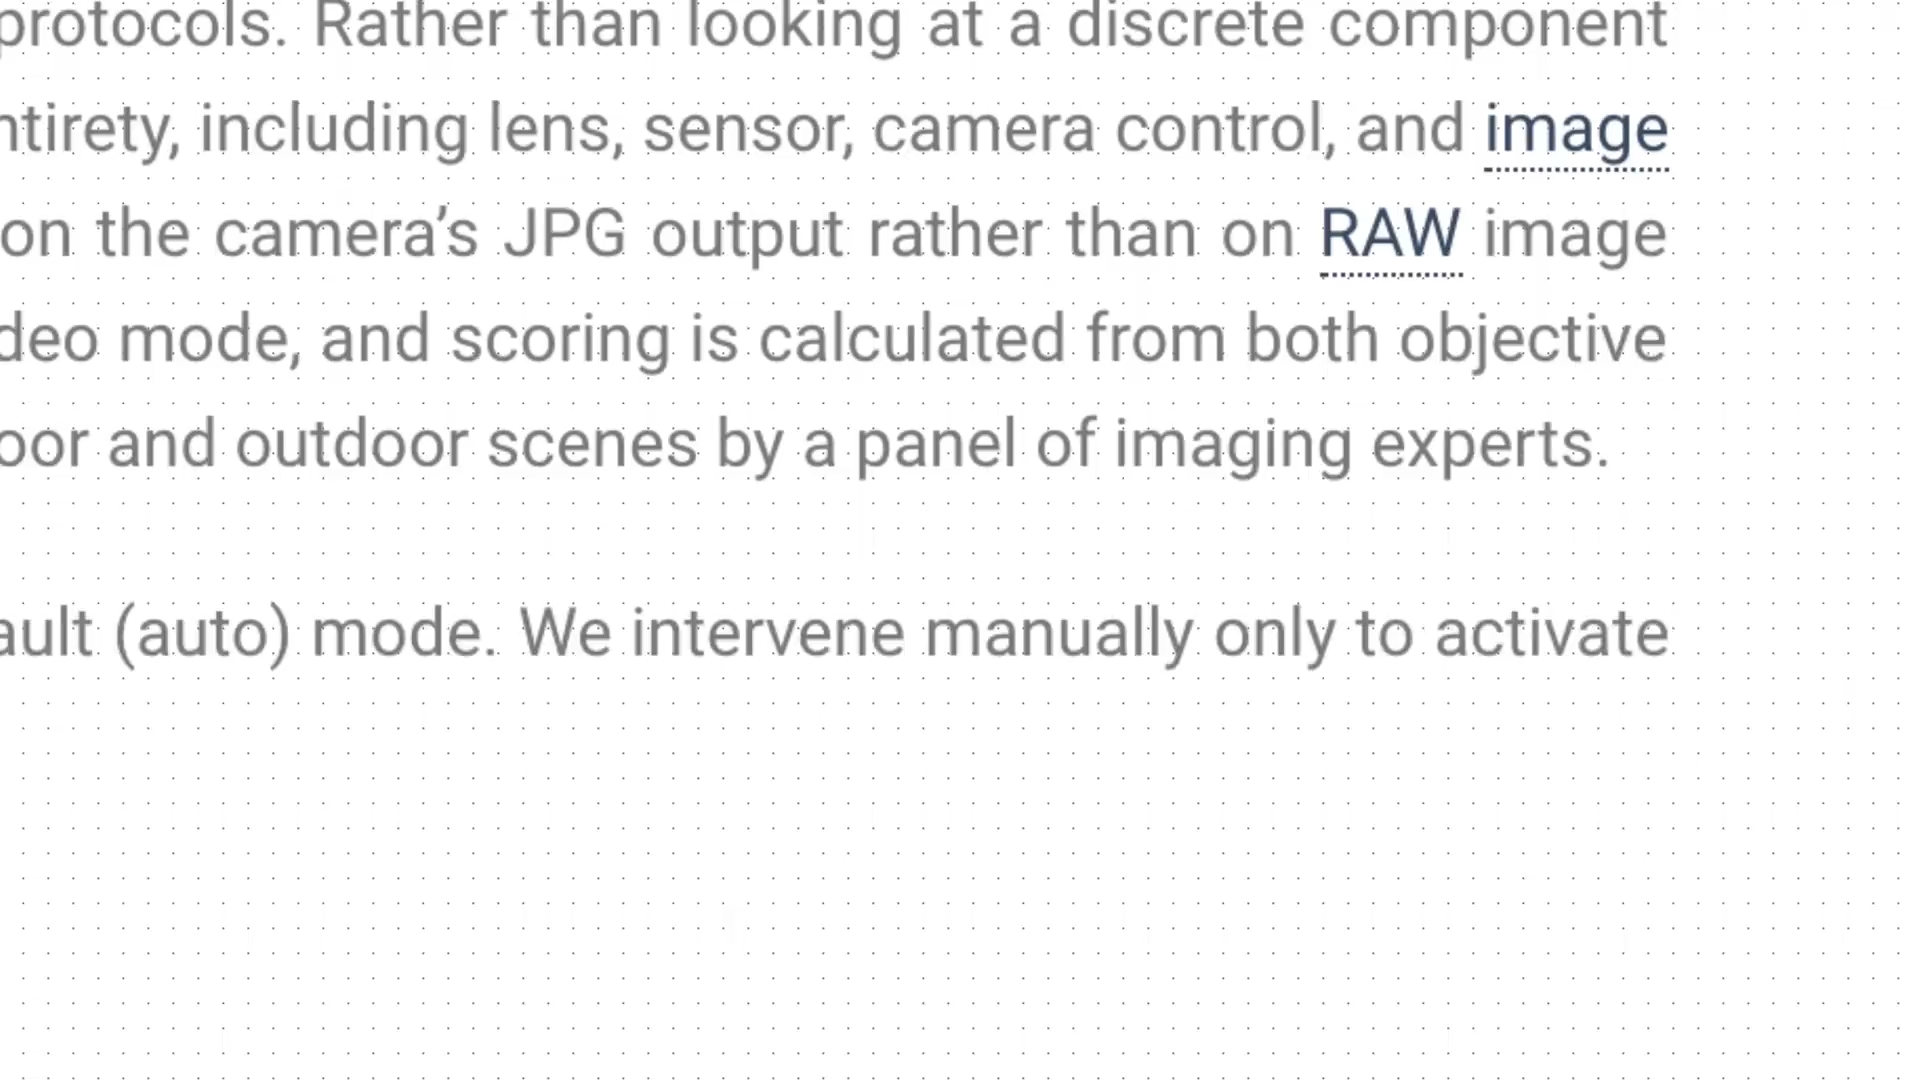 protocols. Rather than looking at a discrete component
ntirety, including lens, sensor, camera control, and image
on the camera’s JPG output rather than on RAW image
deo mode, and scoring is calculated from both objective
oor and outdoor scenes by a panel of imaging experts.
ault (auto) mode. We intervene manually only to activate